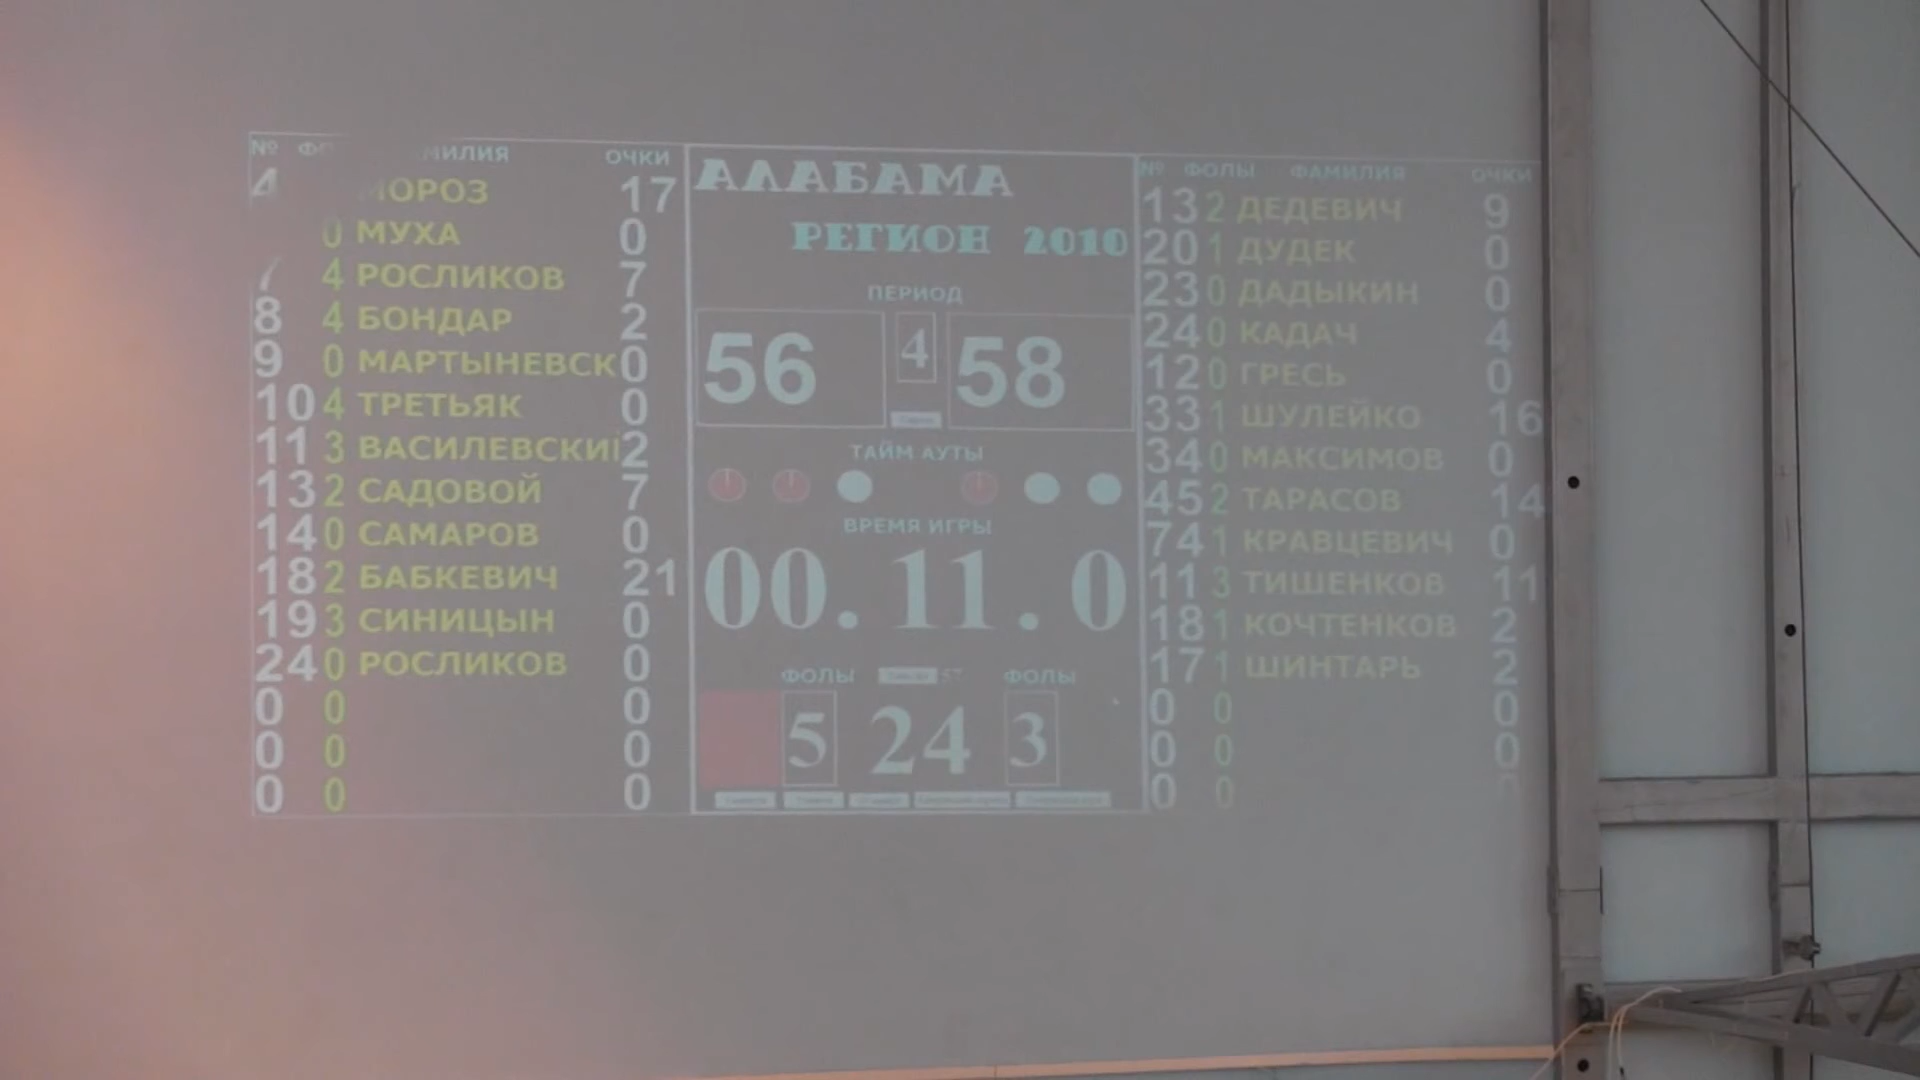 № ОЧКИ
4 МОРОЗ 17
0 МУХА 0
7 4 РОСЛИКОВ 7
8 4 БОНДАР 2
9 0 МАРТЫНЕВСК 0
10 4 ТРЕТЬЯК 0
11 3 ВАСИЛЕВСКИЙ 2
13 2 САДОВОЙ 7
14 0 САМАРОВ 0
18 2 БАБКЕВИЧ 21
19 3 СИНИЦЫН 0
24 0 РОСЛИКОВ 0
0 0 0
0 0 0
0 0 0
АЛАБАМА
РЕГИОН 2010
ПЕРИОД
56 4 58
ТАЙМ АУТЫ
ВРЕМЯ ИГРЫ
00.11.0
ФОЛЫ 57 ФОЛЫ
5 24 3
№ ФОЛЫ ФАМИЛИЯ ОЧКИ
13 2 ДЕДЕВИЧ 9
20 1 ДУДЕК 0
23 0 ДАДЫКИН 0
24 0 КАДАЧ 4
12 0 ГРЕСЬ 0
33 1 ШУЛЕЙКО 16
34 0 МАКСИМОВ 0
45 2 ТАРАСОВ 14
74 1 КРАВЦЕВИЧ 0
11 3 ТИШЕНКОВ 11
18 1 КОЧТЕНКОВ 2
17 1 ШИНТАРЬ 2
0 0 0
0 0 0
0 0